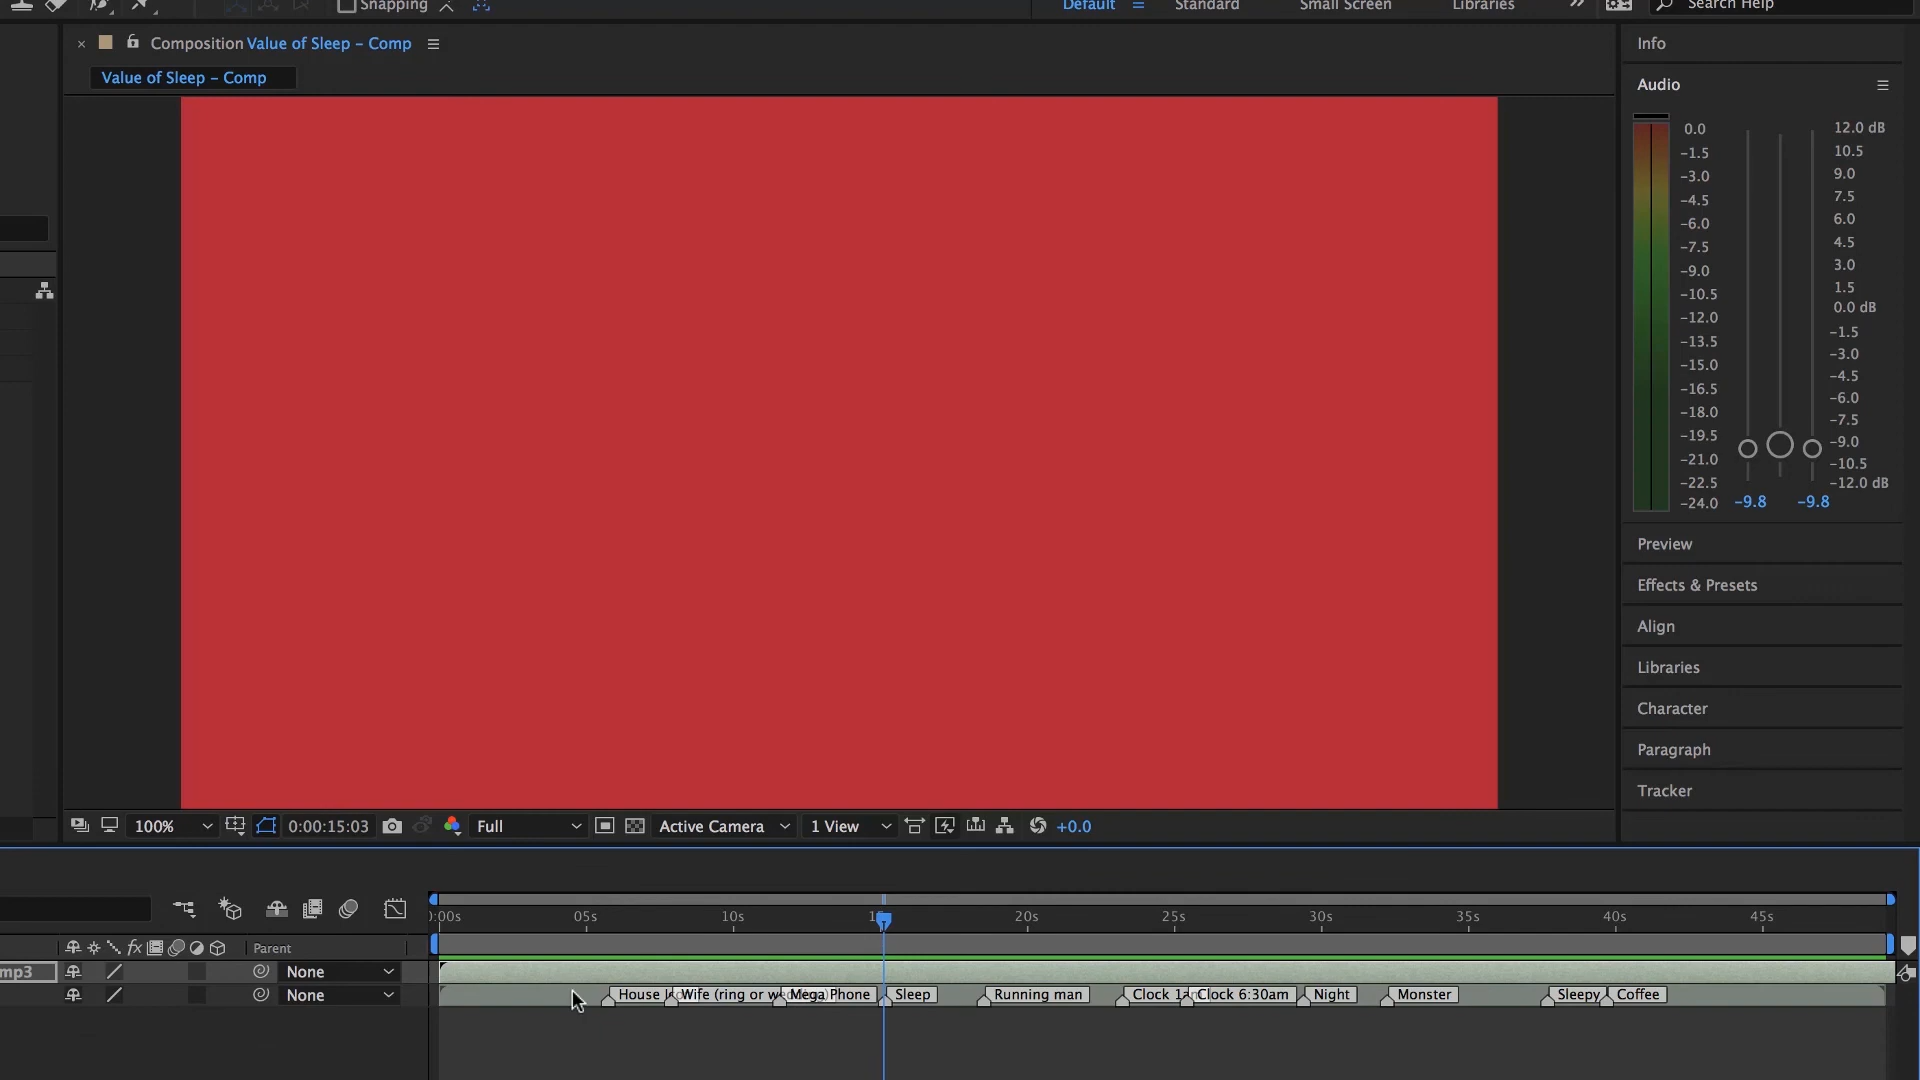 Snapping
Default
Standard
Small Screen
Libraries
Search Help
Composition Value of Sleep – Comp
Value of Sleep – Comp
Info
Audio
0.0
-1.5
-3.0
-4.5
-6.0
-7.5
-9.0
-10.5
-12.0
-13.5
-15.0
-16.5
-18.0
-19.5
-21.0
-22.5
-24.0
12.0 dB
10.5
9.0
7.5
6.0
4.5
3.0
1.5
0.0 dB
-1.5
-3.0
-4.5
-6.0
-7.5
-9.0
-10.5
-12.0 dB
-9.8 -9.8
Preview
Effects & Presets
Align
Libraries
Character
Paragraph
Tracker
100% 0:00:15:03 Full Active Camera 1 View +0.0
:00s 05s 10s 20s 25s 30s 35s 40s 45s
fx Parent
mp3 None
None House Wife (ring or Mega Phone Sleep Running man Clock Clock 6:30am Night Monster Sleepy Coffee